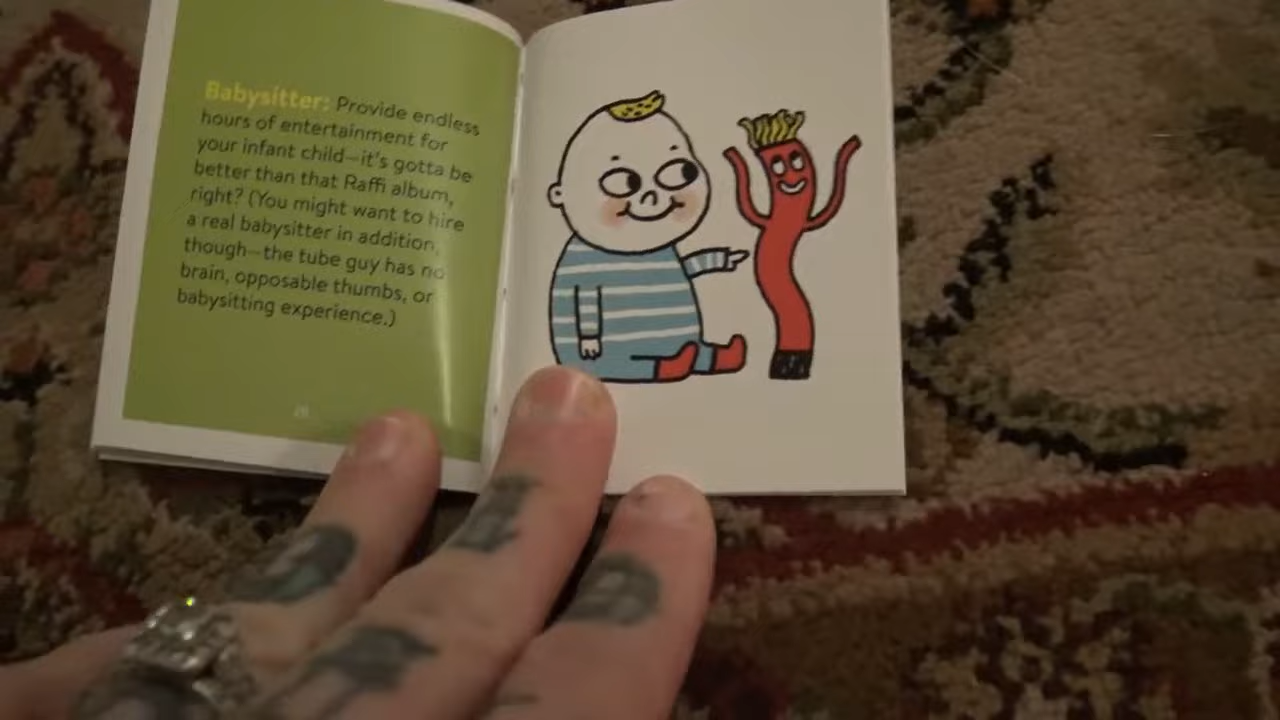 Babysitter: Provide endless
hours of entertainment for
your infant child—it's gotta be
better than that Raffi album,
right? (You might want to hire
a real babysitter in addition,
though—the tube guy has no
brain, opposable thumbs, or
babysitting experience.)